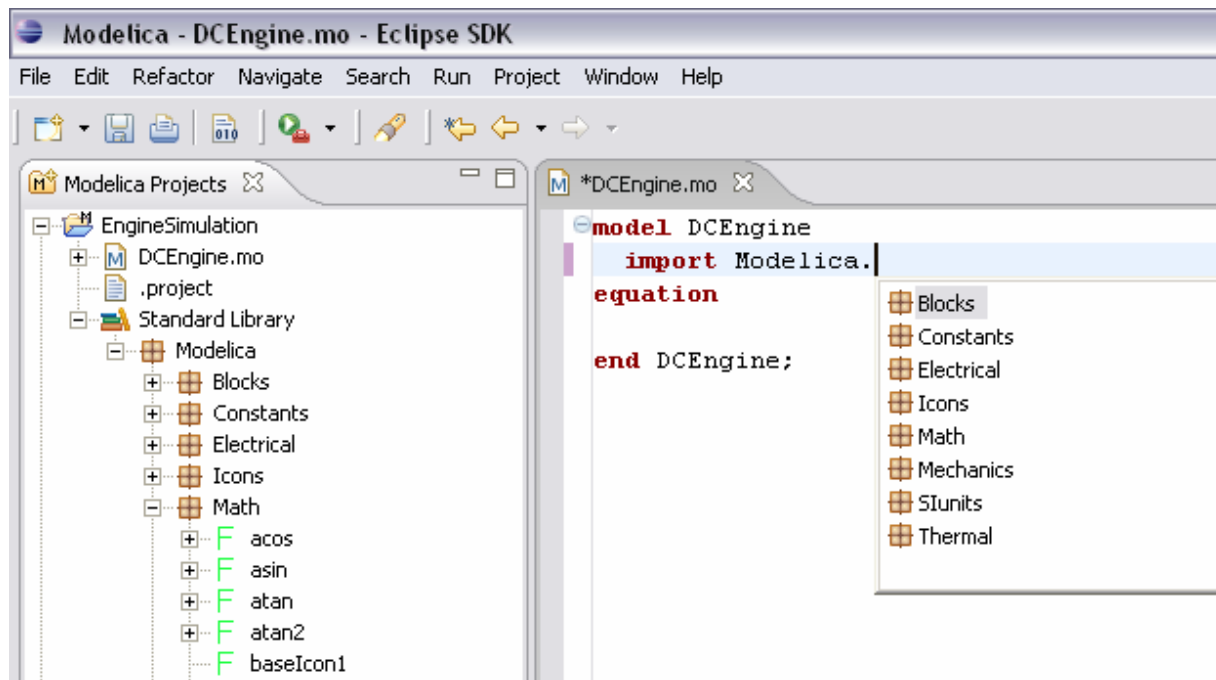 Modelica - DCEngine.mo - Eclipse SDK
File Edit Refactor Navigate Search Run Project Window Help
010
Modelica Projects
EngineSimulation
DCEngine.mo
.project
Standard Library
Modelica
Blocks
Constants
Electrical
Icons
Math
acos
asin
atan
atan2
baseIcon1
*DCEngine.mo
model DCEngine
import Modelica.
equation
end DCEngine;
Blocks
Constants
Electrical
Icons
Math
Mechanics
SIunits
Thermal